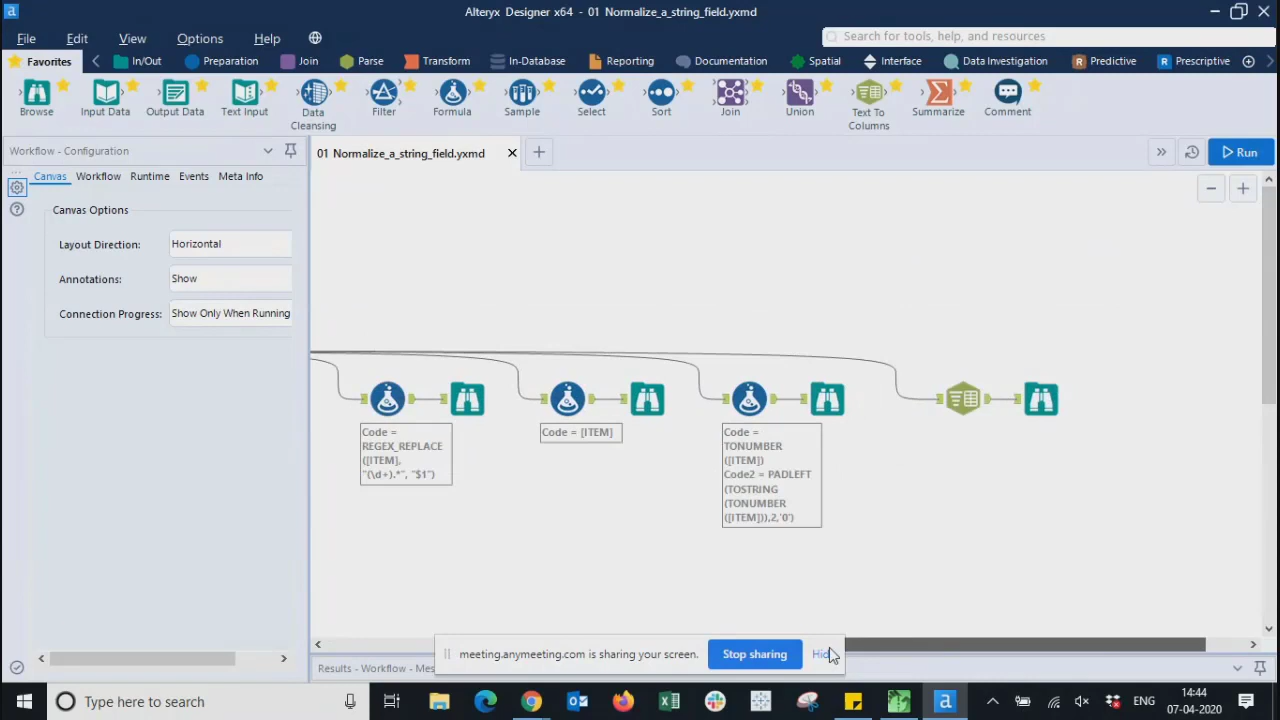 Alteryx Designer x64 - 01 Normalize_a_string_field.yxmd
File Edit View Options Help
Search for tools, help, and resources
Favorites In/Out Preparation Join Parse Transform In-Database Reporting Documentation Spatial Interface Data Investigation Predictive Prescriptive
Browse Input Data Output Data Text Input Data Cleansing Filter Formula Sample Select Sort Join Union Text To Columns Summarize Comment
Workflow - Configuration
01 Normalize_a_string_field.yxmd
Run
Canvas Workflow Runtime Events Meta Info
Canvas Options
Layout Direction: Horizontal
Annotations: Show
Connection Progress: Show Only When Running
Code =
REGEX_REPLACE
([ITEM],
"(\d+).*", "$1")
Code = [ITEM]
Code =
TONUMBER
([ITEM])
Code2 = PADLEFT
(TOSTRING
(TONUMBER
([ITEM])),2,'0')
meeting.anymeeting.com is sharing your screen. Stop sharing
Results - Workflow - Mes
Type here to search
ENG
14:44
07-04-2020